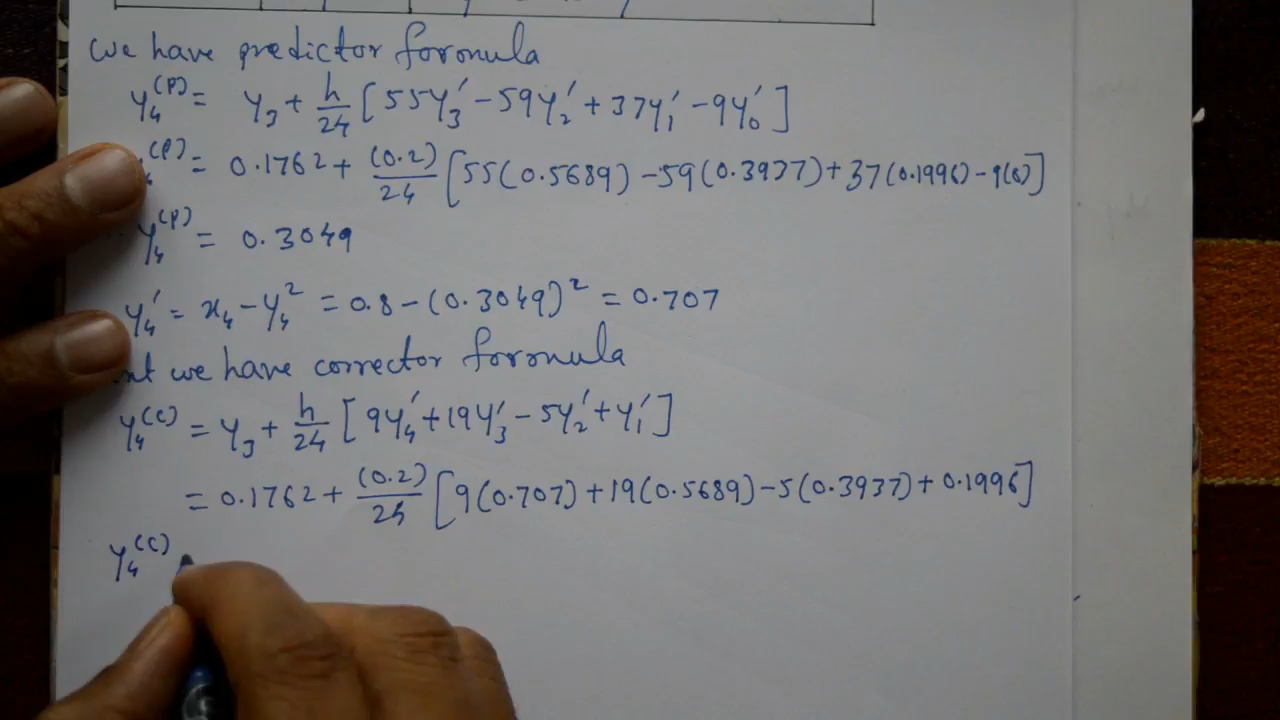 We have predictor formula
y₄⁽ᴾ⁾ = y₃ + h/24 [55y₃′ − 59y₂′ + 37y₁′ − 9y₀′]
⁽ᴾ⁾ = 0.1762 + (0.2)/24 [55(0.5689) − 59(0.3937) + 37(0.1996) − 9(0)]
y₄⁽ᴾ⁾ = 0.3049
y₄′ = x₄ − y₄² = 0.8 − (0.3049)² = 0.707
we have corrector formula
y₄⁽ᶜ⁾ = y₃ + h/24 [9y₄′ + 19y₃′ − 5y₂′ + y₁′]
= 0.1762 + (0.2)/24 [9(0.707) + 19(0.5689) − 5(0.3937) + 0.1996]
y₄⁽ᶜ⁾